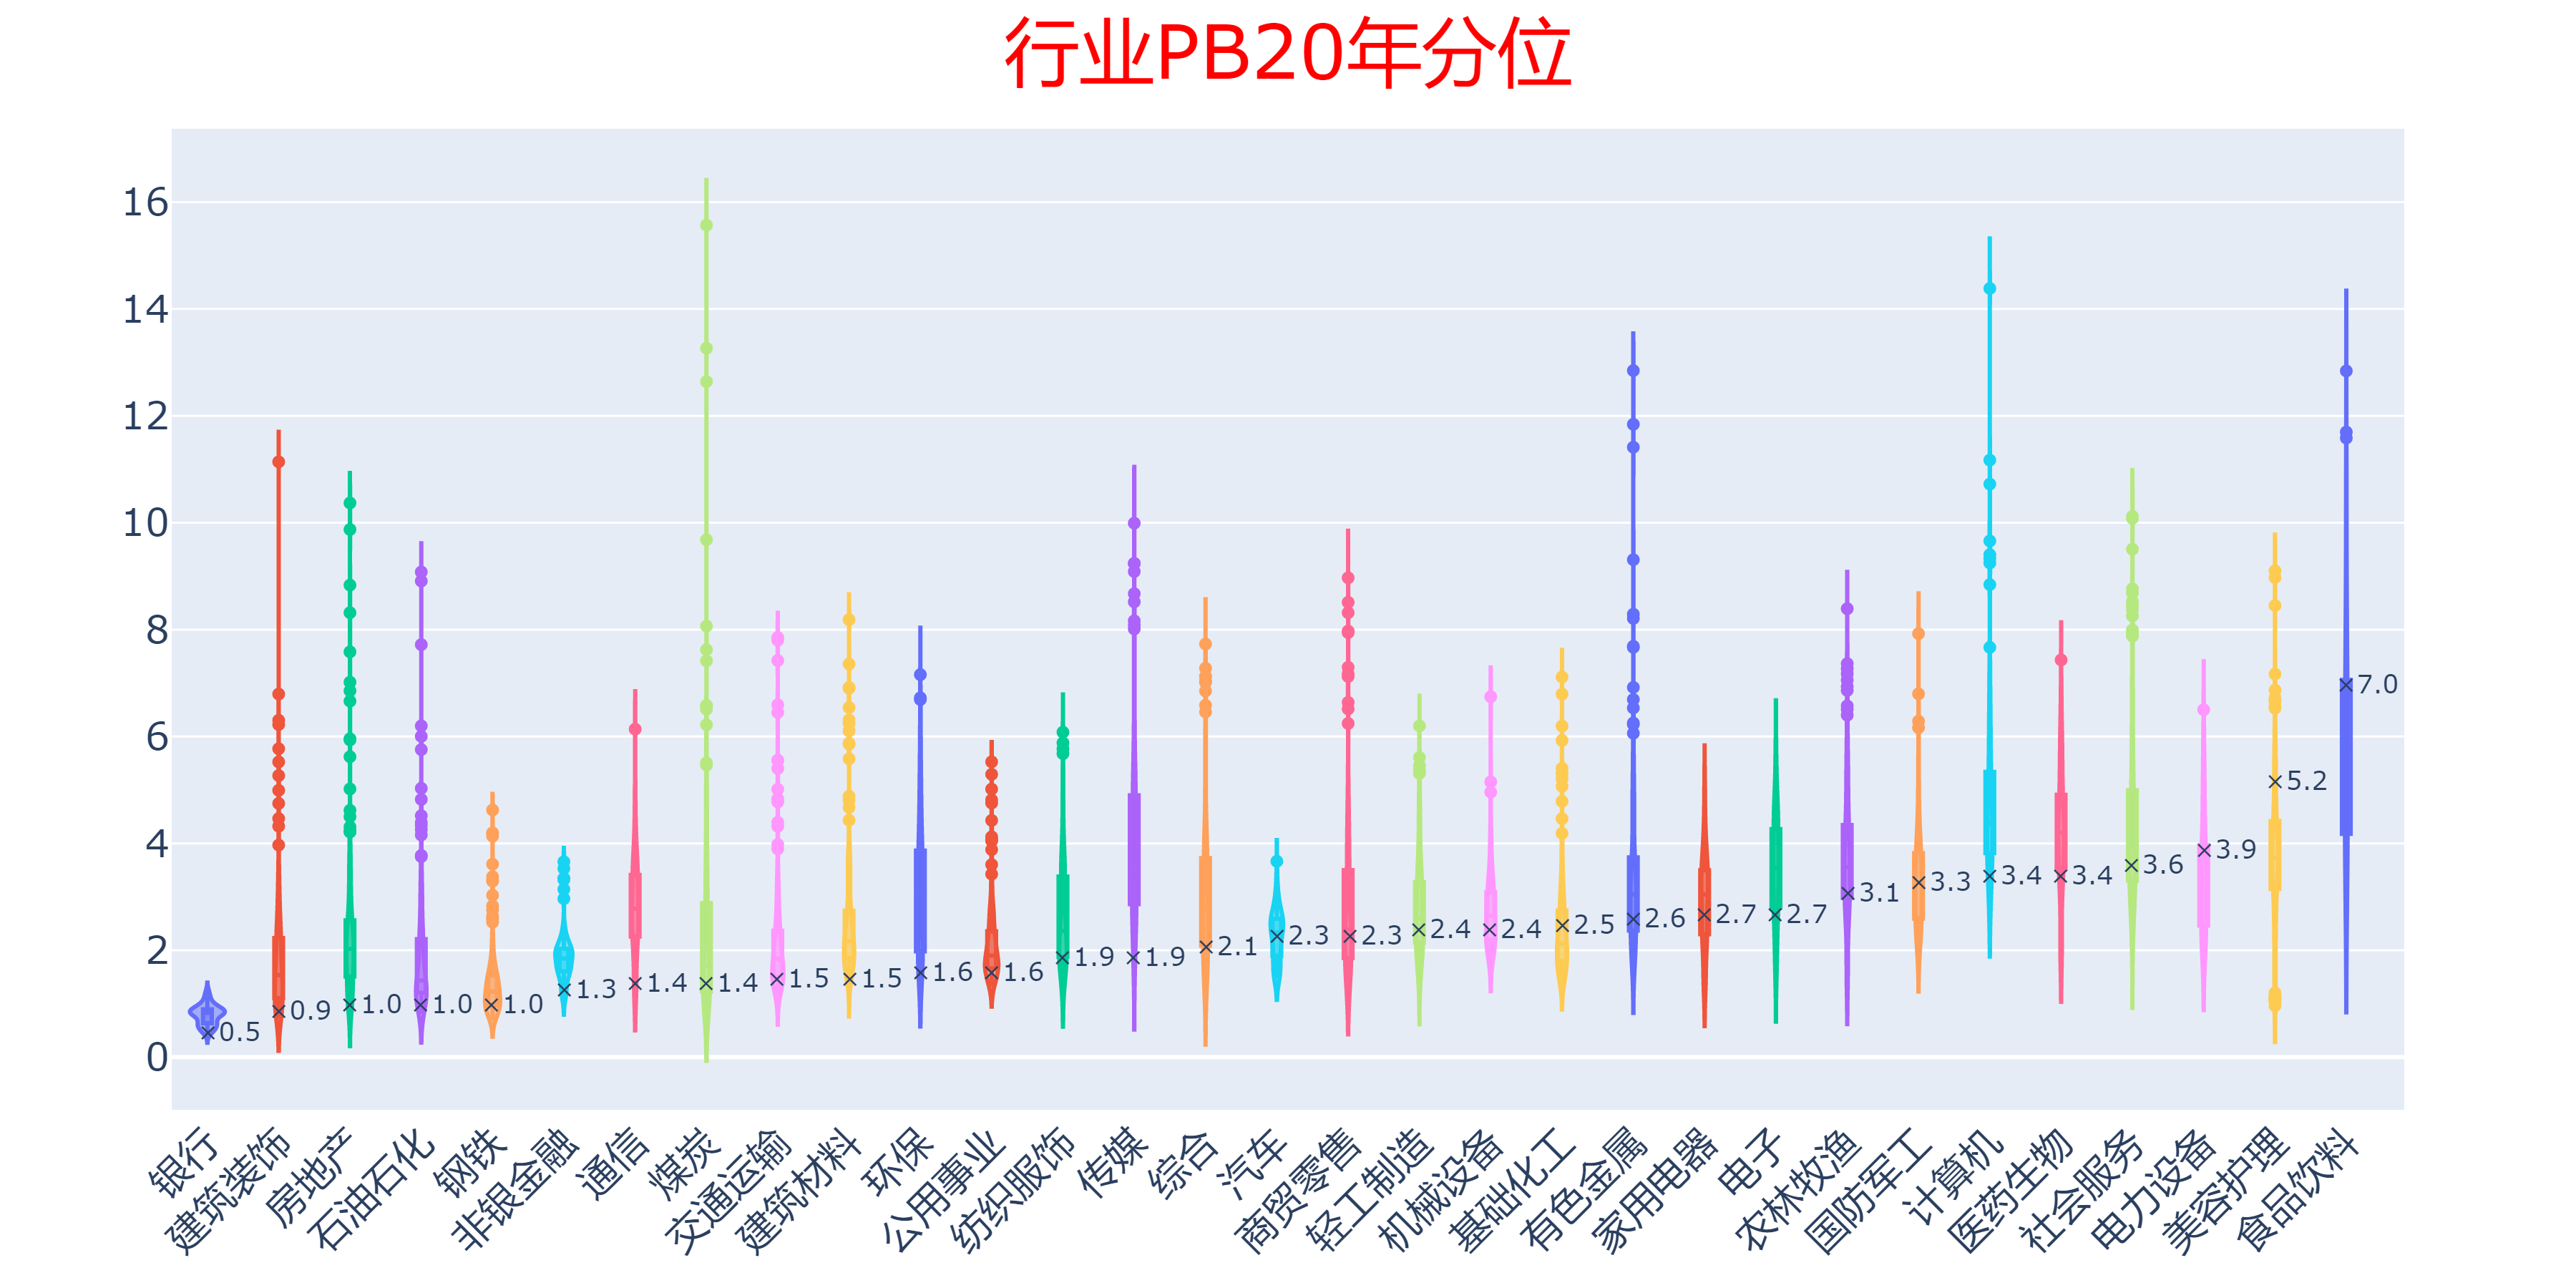 行业PB20年分位
16
14
12
10
8
6
4
2
0
0.5
0.9
1.0
1.0
1.0
1.3
1.4
1.4
1.5
1.5
1.6
1.6
1.9
1.9
2.1
2.3
2.3
2.4
2.4
2.5
2.6
2.7
2.7
3.1
3.3
3.4
3.4
3.6
3.9
5.2
7.0
银行
建筑装饰
房地产
石油石化
钢铁
非银金融
通信
煤炭
交通运输
建筑材料
环保
公用事业
纺织服饰
传媒
综合
汽车
商贸零售
轻工制造
机械设备
基础化工
有色金属
家用电器
电子
农林牧渔
国防军工
计算机
医药生物
社会服务
电力设备
美容护理
食品饮料